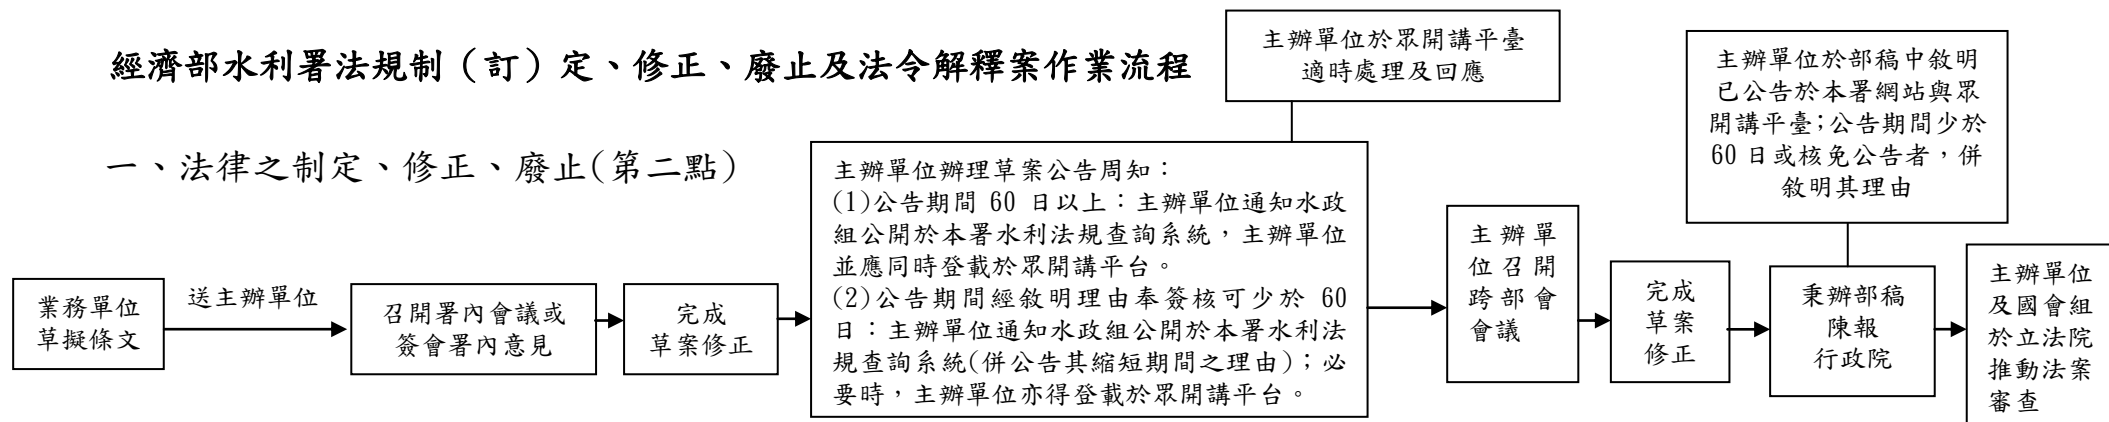 經濟部水利署法規制（訂）定、修正、廢止及法令解釋案作業流程
一、法律之制定、修正、廢止(第二點)
業務單位
草擬條文
送主辦單位
召開署內會議或
簽會署內意見
完成
草案修正
主辦單位辦理草案公告周知：
(1)公告期間 60 日以上：主辦單位通知水政
組公開於本署水利法規查詢系統，主辦單位
並應同時登載於眾開講平台。
(2)公告期間經敘明理由奉簽核可少於 60
日：主辦單位通知水政組公開於本署水利法
規查詢系統(併公告其縮短期間之理由)；必
要時，主辦單位亦得登載於眾開講平台。
主辦單位於眾開講平臺
適時處理及回應
主辦單
位召開
跨部會
會議
完成
草案
修正
主辦單位於部稿中敘明
已公告於本署網站與眾
開講平臺;公告期間少於
60 日或核免公告者，併
敘明其理由
秉辦部稿
陳報
行政院
主辦單位
及國會組
於立法院
推動法案
審查